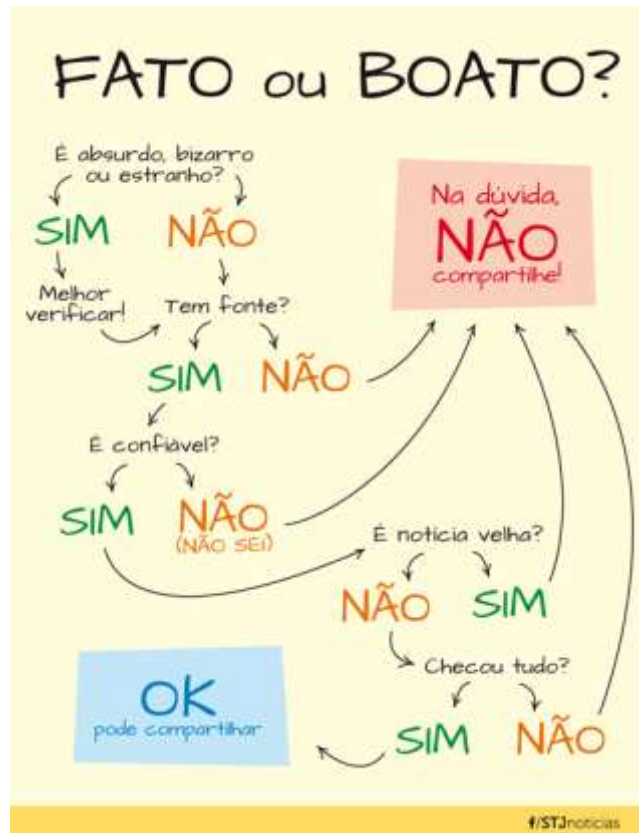 FATO ou BOATO?
É absurdo, bizarro
ou estranho?
SIM NÃO
Melhor
verificar!
Tem fonte?
SIM NÃO
É confiável?
SIM NÃO
(NÃO SEI)
Na dúvida,
NÃO
compartilhe!
É notícia velha?
NÃO SIM
Checou tudo?
SIM NÃO
OK
pode compartilhar
f/STJnoticias